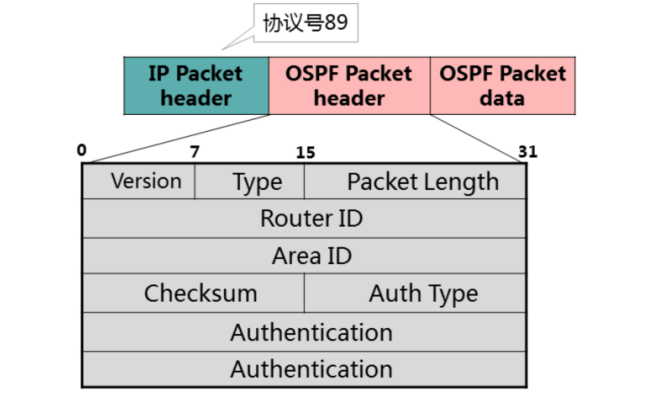 协议号89
IP Packet header
OSPF Packet header
OSPF Packet data
0 7 15 31
Version Type Packet Length
Router ID
Area ID
Checksum Auth Type
Authentication
Authentication